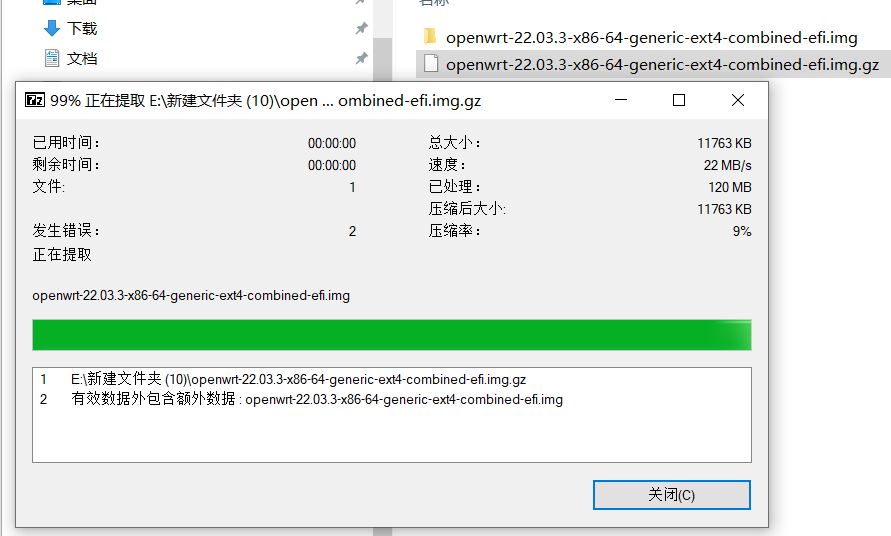 桌面
名称
下载
openwrt-22.03.3-x86-64-generic-ext4-combined-efi.img
文档
openwrt-22.03.3-x86-64-generic-ext4-combined-efi.img.gz
99% 正在提取 E:\新建文件夹 (10)\open ... ombined-efi.img.gz
已用时间： 00:00:00 总大小： 11763 KB
剩余时间： 00:00:00 速度： 22 MB/s
文件: 1 已处理： 120 MB
压缩后大小: 11763 KB
发生错误： 2 压缩率： 9%
正在提取
openwrt-22.03.3-x86-64-generic-ext4-combined-efi.img
1 E:\新建文件夹 (10)\openwrt-22.03.3-x86-64-generic-ext4-combined-efi.img.gz
2 有效数据外包含额外数据 : openwrt-22.03.3-x86-64-generic-ext4-combined-efi.img
关闭(C)